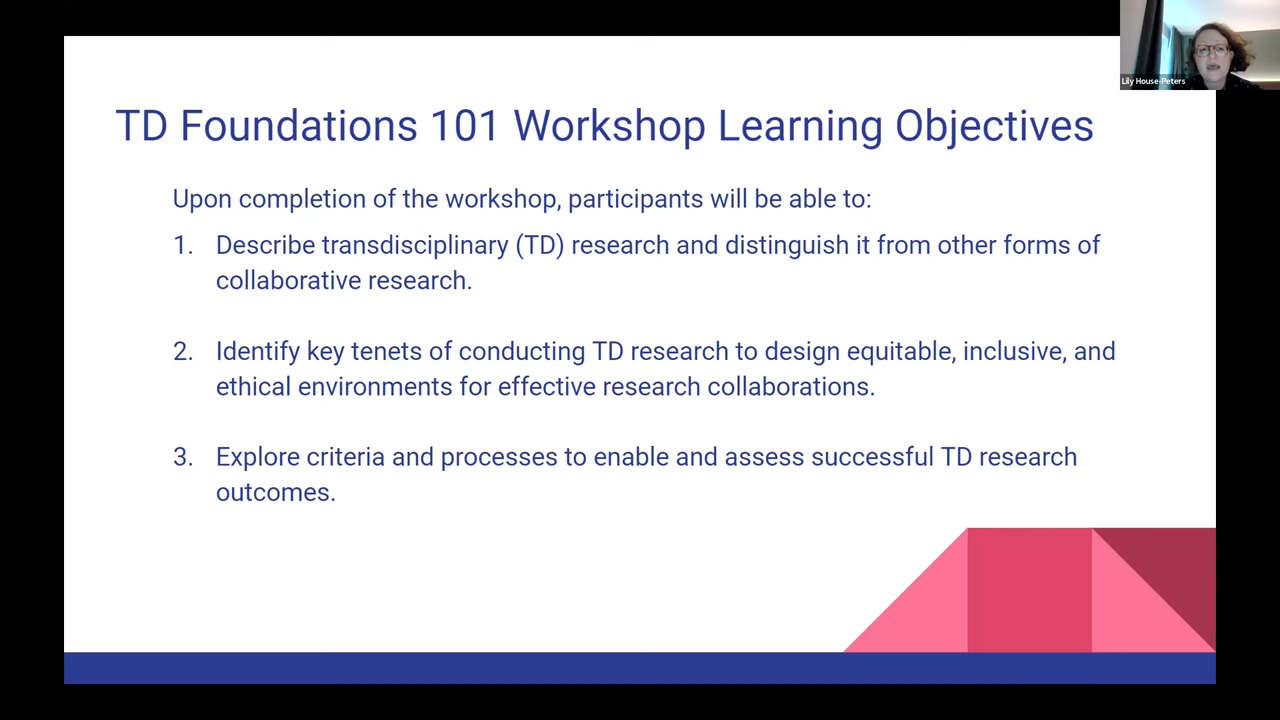 Lily House-Peters
TD Foundations 101 Workshop Learning Objectives
Upon completion of the workshop, participants will be able to:
1. Describe transdisciplinary (TD) research and distinguish it from other forms of
collaborative research.
2. Identify key tenets of conducting TD research to design equitable, inclusive, and
ethical environments for effective research collaborations.
3. Explore criteria and processes to enable and assess successful TD research
outcomes.